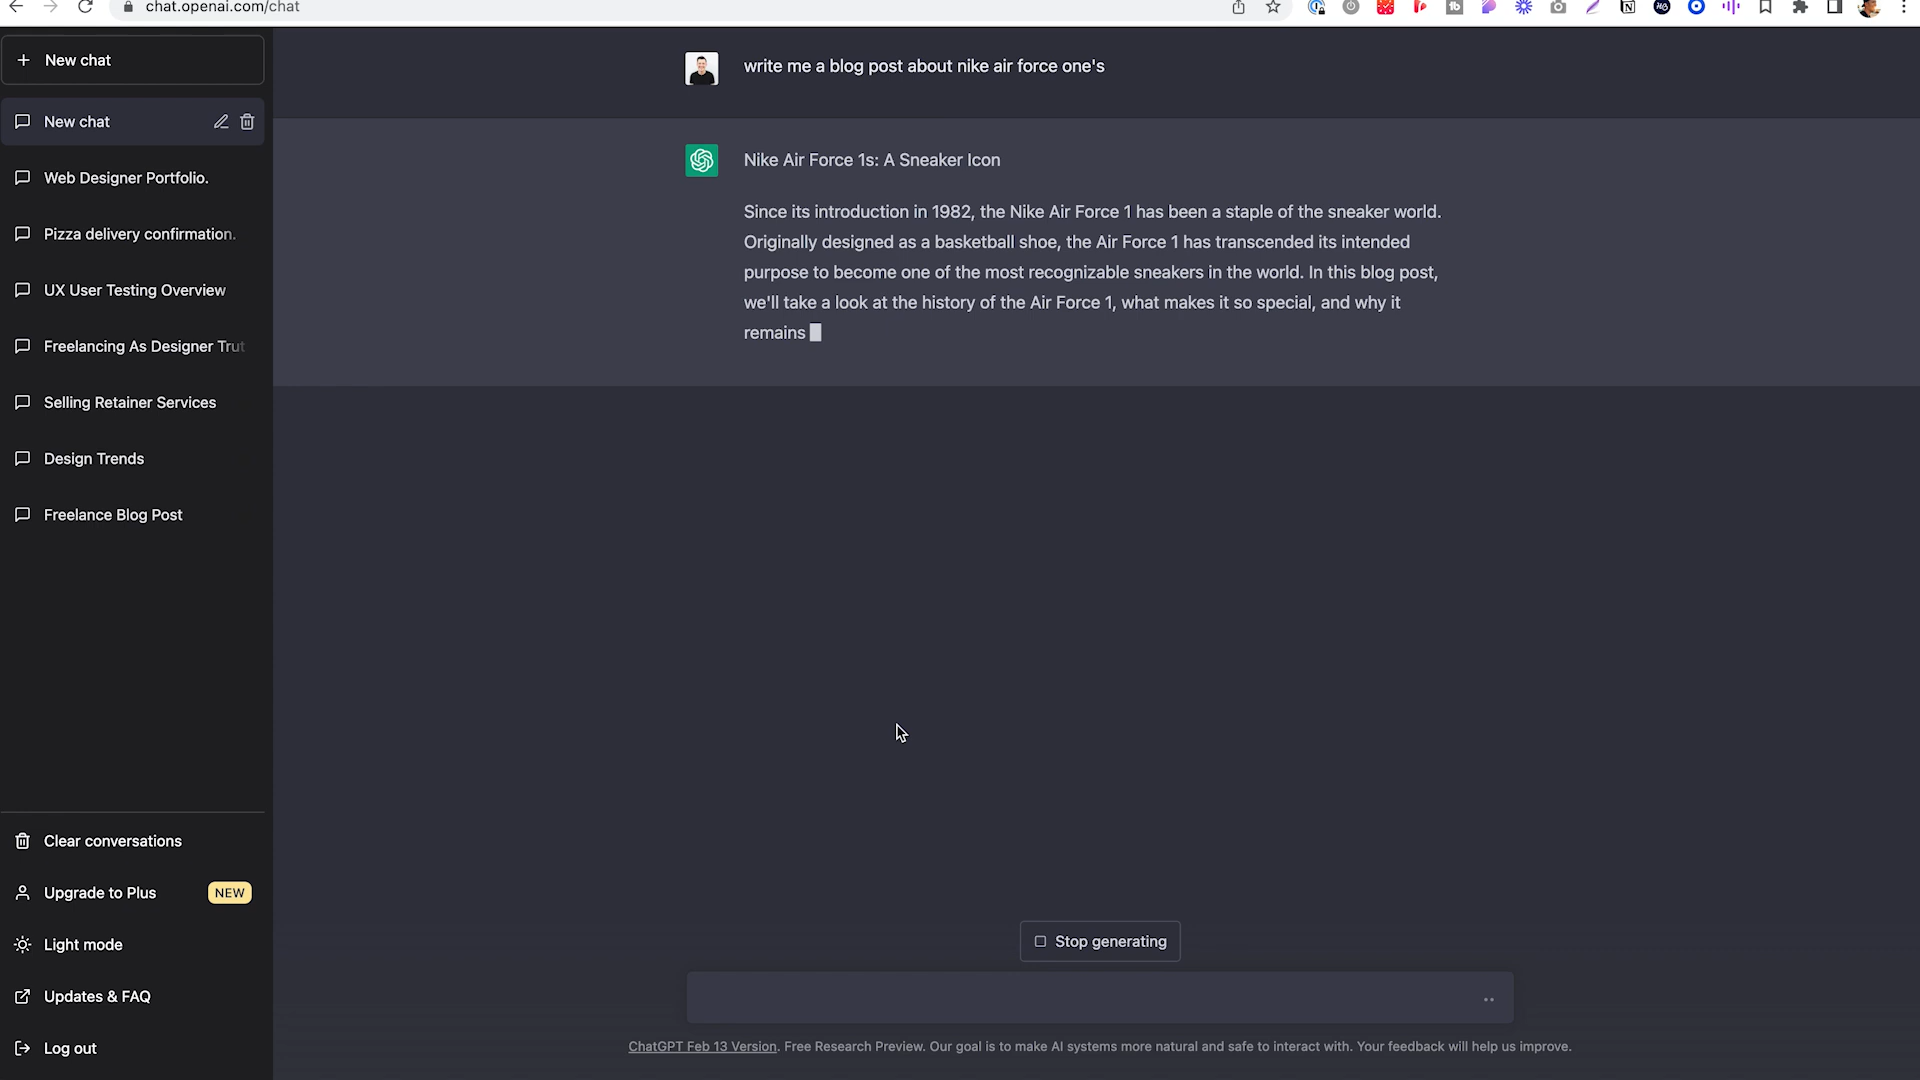 chat.openai.com/chat
New chat
New chat
Web Designer Portfolio.
Pizza delivery confirmation.
UX User Testing Overview
Freelancing As Designer Trut
Selling Retainer Services
Design Trends
Freelance Blog Post
Clear conversations
Upgrade to Plus NEW
Light mode
Updates & FAQ
Log out
write me a blog post about nike air force one's
Nike Air Force 1s: A Sneaker Icon
Since its introduction in 1982, the Nike Air Force 1 has been a staple of the sneaker world.
Originally designed as a basketball shoe, the Air Force 1 has transcended its intended
purpose to become one of the most recognizable sneakers in the world. In this blog post,
we'll take a look at the history of the Air Force 1, what makes it so special, and why it
remains
Stop generating
ChatGPT Feb 13 Version. Free Research Preview. Our goal is to make AI systems more natural and safe to interact with. Your feedback will help us improve.